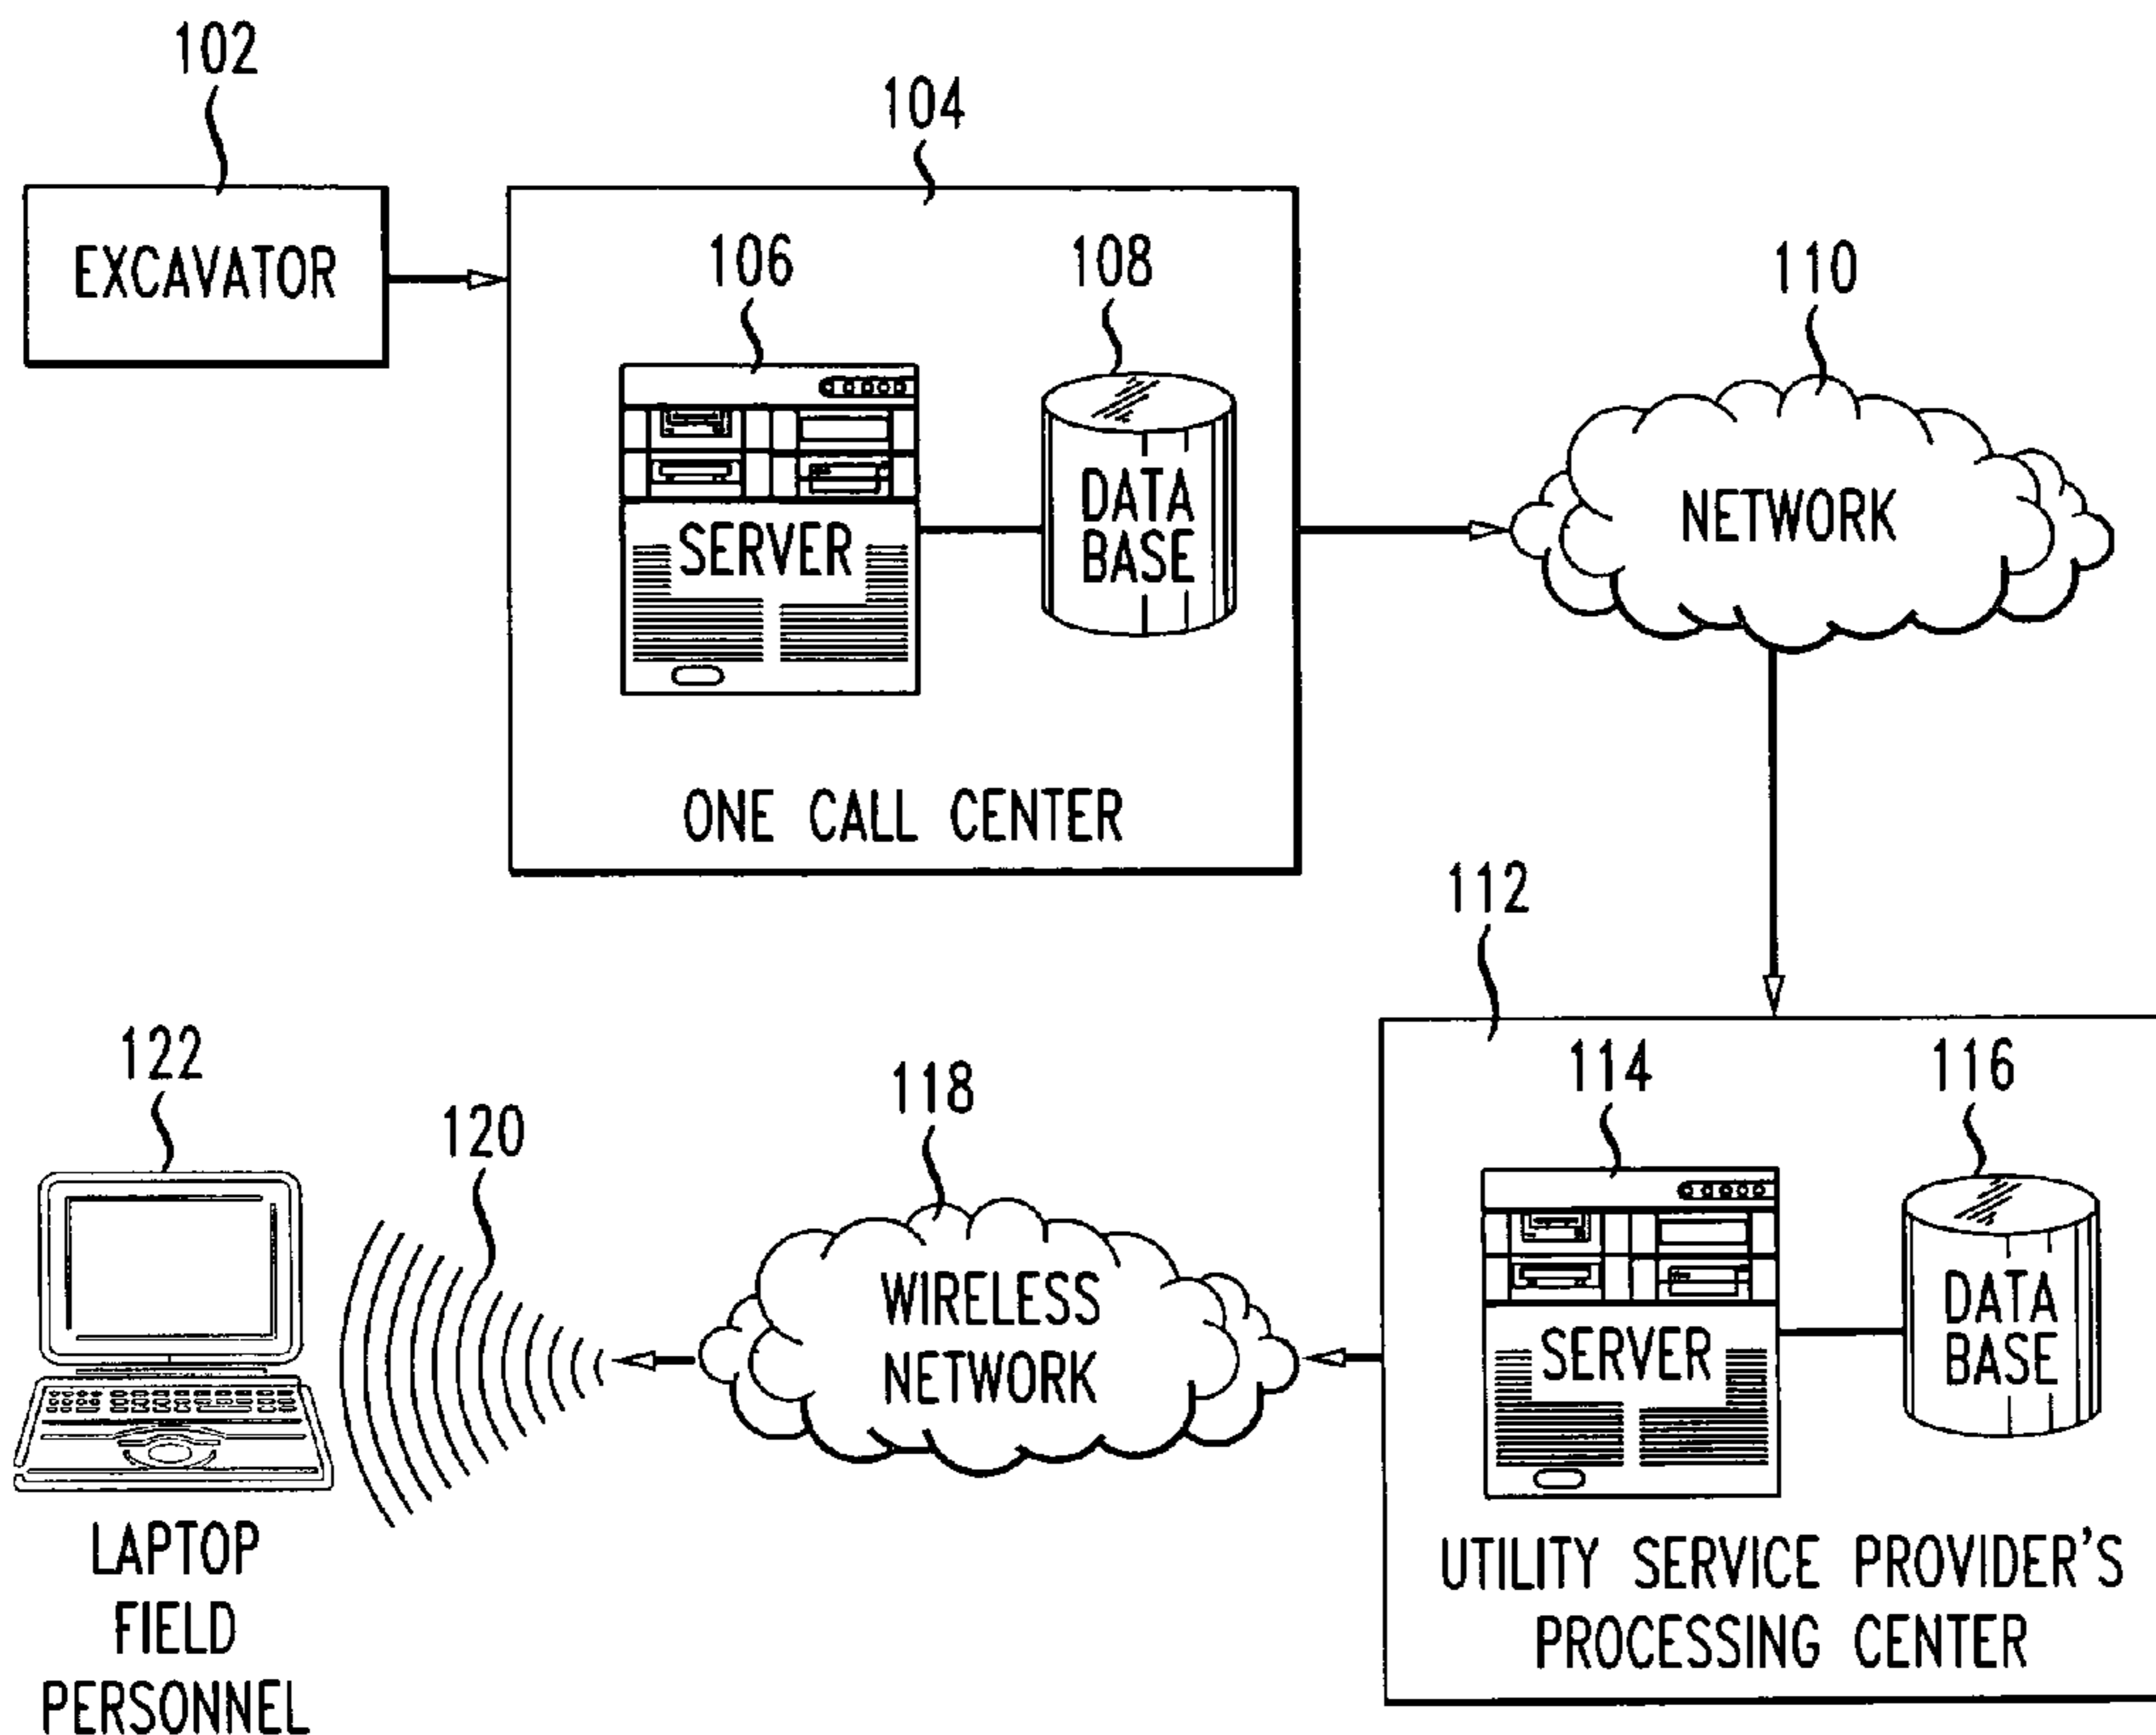 102
104
EXCAVATOR
106
108
110
SERVER
DATA
BASE
NETWORK
ONE CALL CENTER
112
122
120
118
114
116
WIRELESS
NETWORK
SERVER
DATA
BASE
LAPTOP
FIELD
PERSONNEL
UTILITY SERVICE PROVIDER'S
PROCESSING CENTER